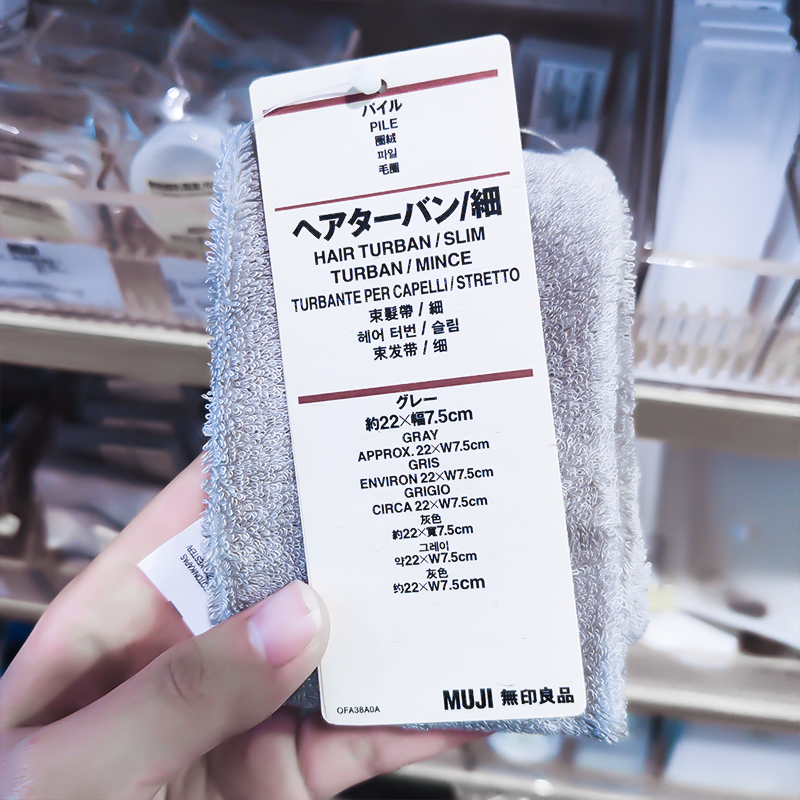 パイル
PILE
圈絨
파일
毛圈
ヘアターバン/細
HAIR TURBAN/SLIM
TURBAN/MINCE
TURBANTE PER CAPELLI/STRETTO
束髮帶/細
헤어 터번/슬림
束发带/细
グレー
約22×幅7.5cm
GRAY
APPROX. 22×W7.5cm
GRIS
ENVIRON 22×W7.5cm
GRIGIO
CIRCA 22×W7.5cm
灰色
約22×寬7.5cm
그레이
약22×W7.5cm
灰色
约22×W7.5cm
OFA38A0A
MUJI 無印良品